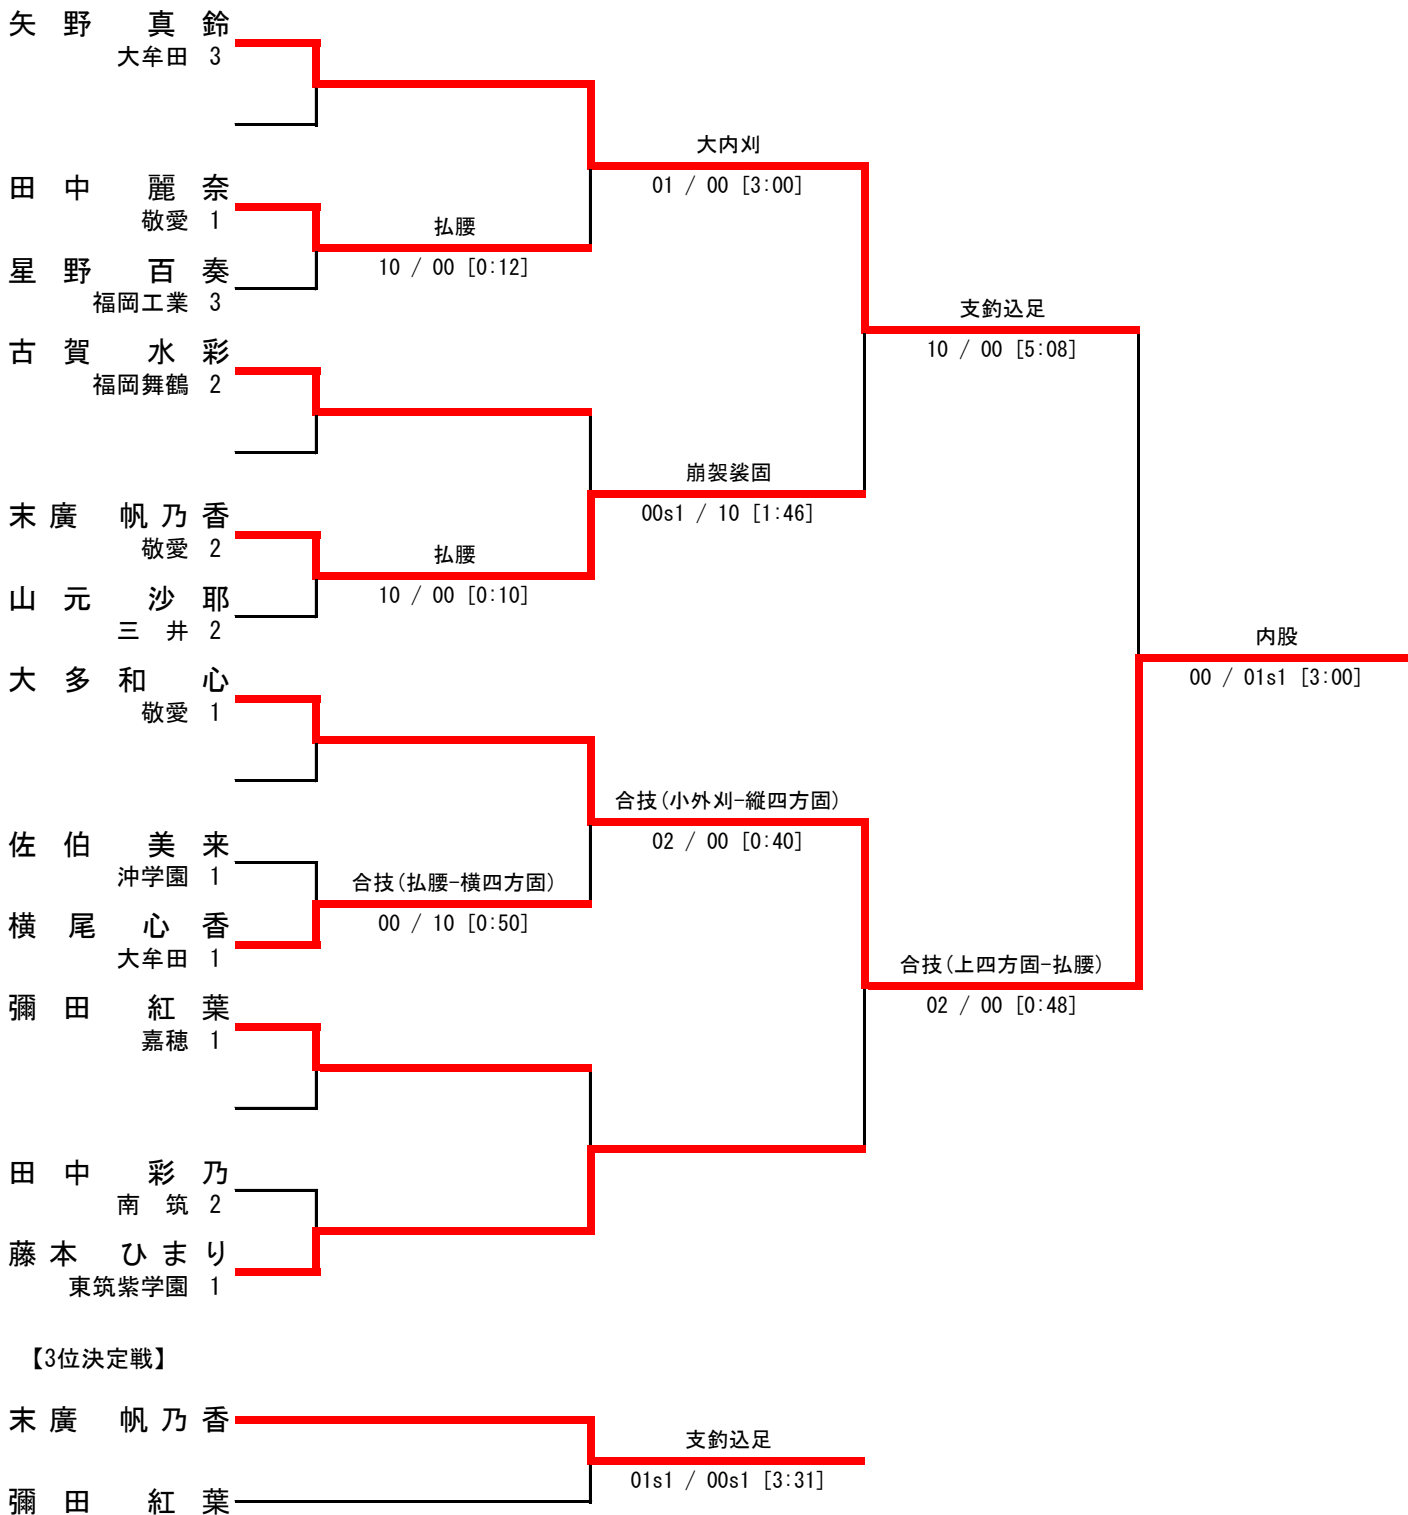 矢野 真鈴
大牟田 3
大内刈
01 / 00 [3:00]
田中 麗奈
敬愛 1
払腰
10 / 00 [0:12]
星野 百奏
福岡工業 3
支釣込足
10 / 00 [5:08]
古賀 水彩
福岡舞鶴 2
崩袈裟固
00s1 / 10 [1:46]
末廣 帆乃香
敬愛 2
払腰
10 / 00 [0:10]
山元 沙耶
三 井 2
内股
00 / 01s1 [3:00]
大多和 心
敬愛 1
合技(小外刈-縦四方固)
02 / 00 [0:40]
佐伯 美来
沖学園 1
合技(払腰-横四方固)
00 / 10 [0:50]
横尾 心香
大牟田 1
合技(上四方固-払腰)
02 / 00 [0:48]
彌田 紅葉
嘉穂 1
田中 彩乃
南 筑 2
藤本 ひまり
東筑紫学園 1
【3位決定戦】
末廣 帆乃香
支釣込足
01s1 / 00s1 [3:31]
彌田 紅葉